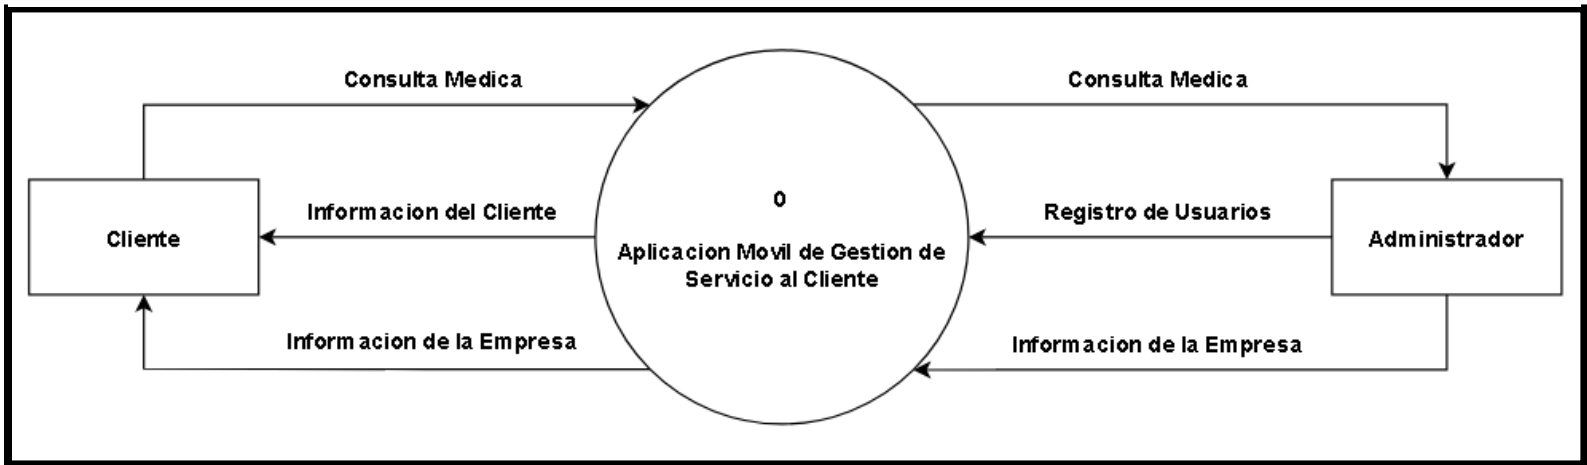 Consulta Medica
Consulta Medica
0
Informacion del Cliente
Registro de Usuarios
Cliente
Aplicacion Movil de Gestion de
Servicio al Cliente
Administrador
Informacion de la Empresa
Informacion de la Empresa